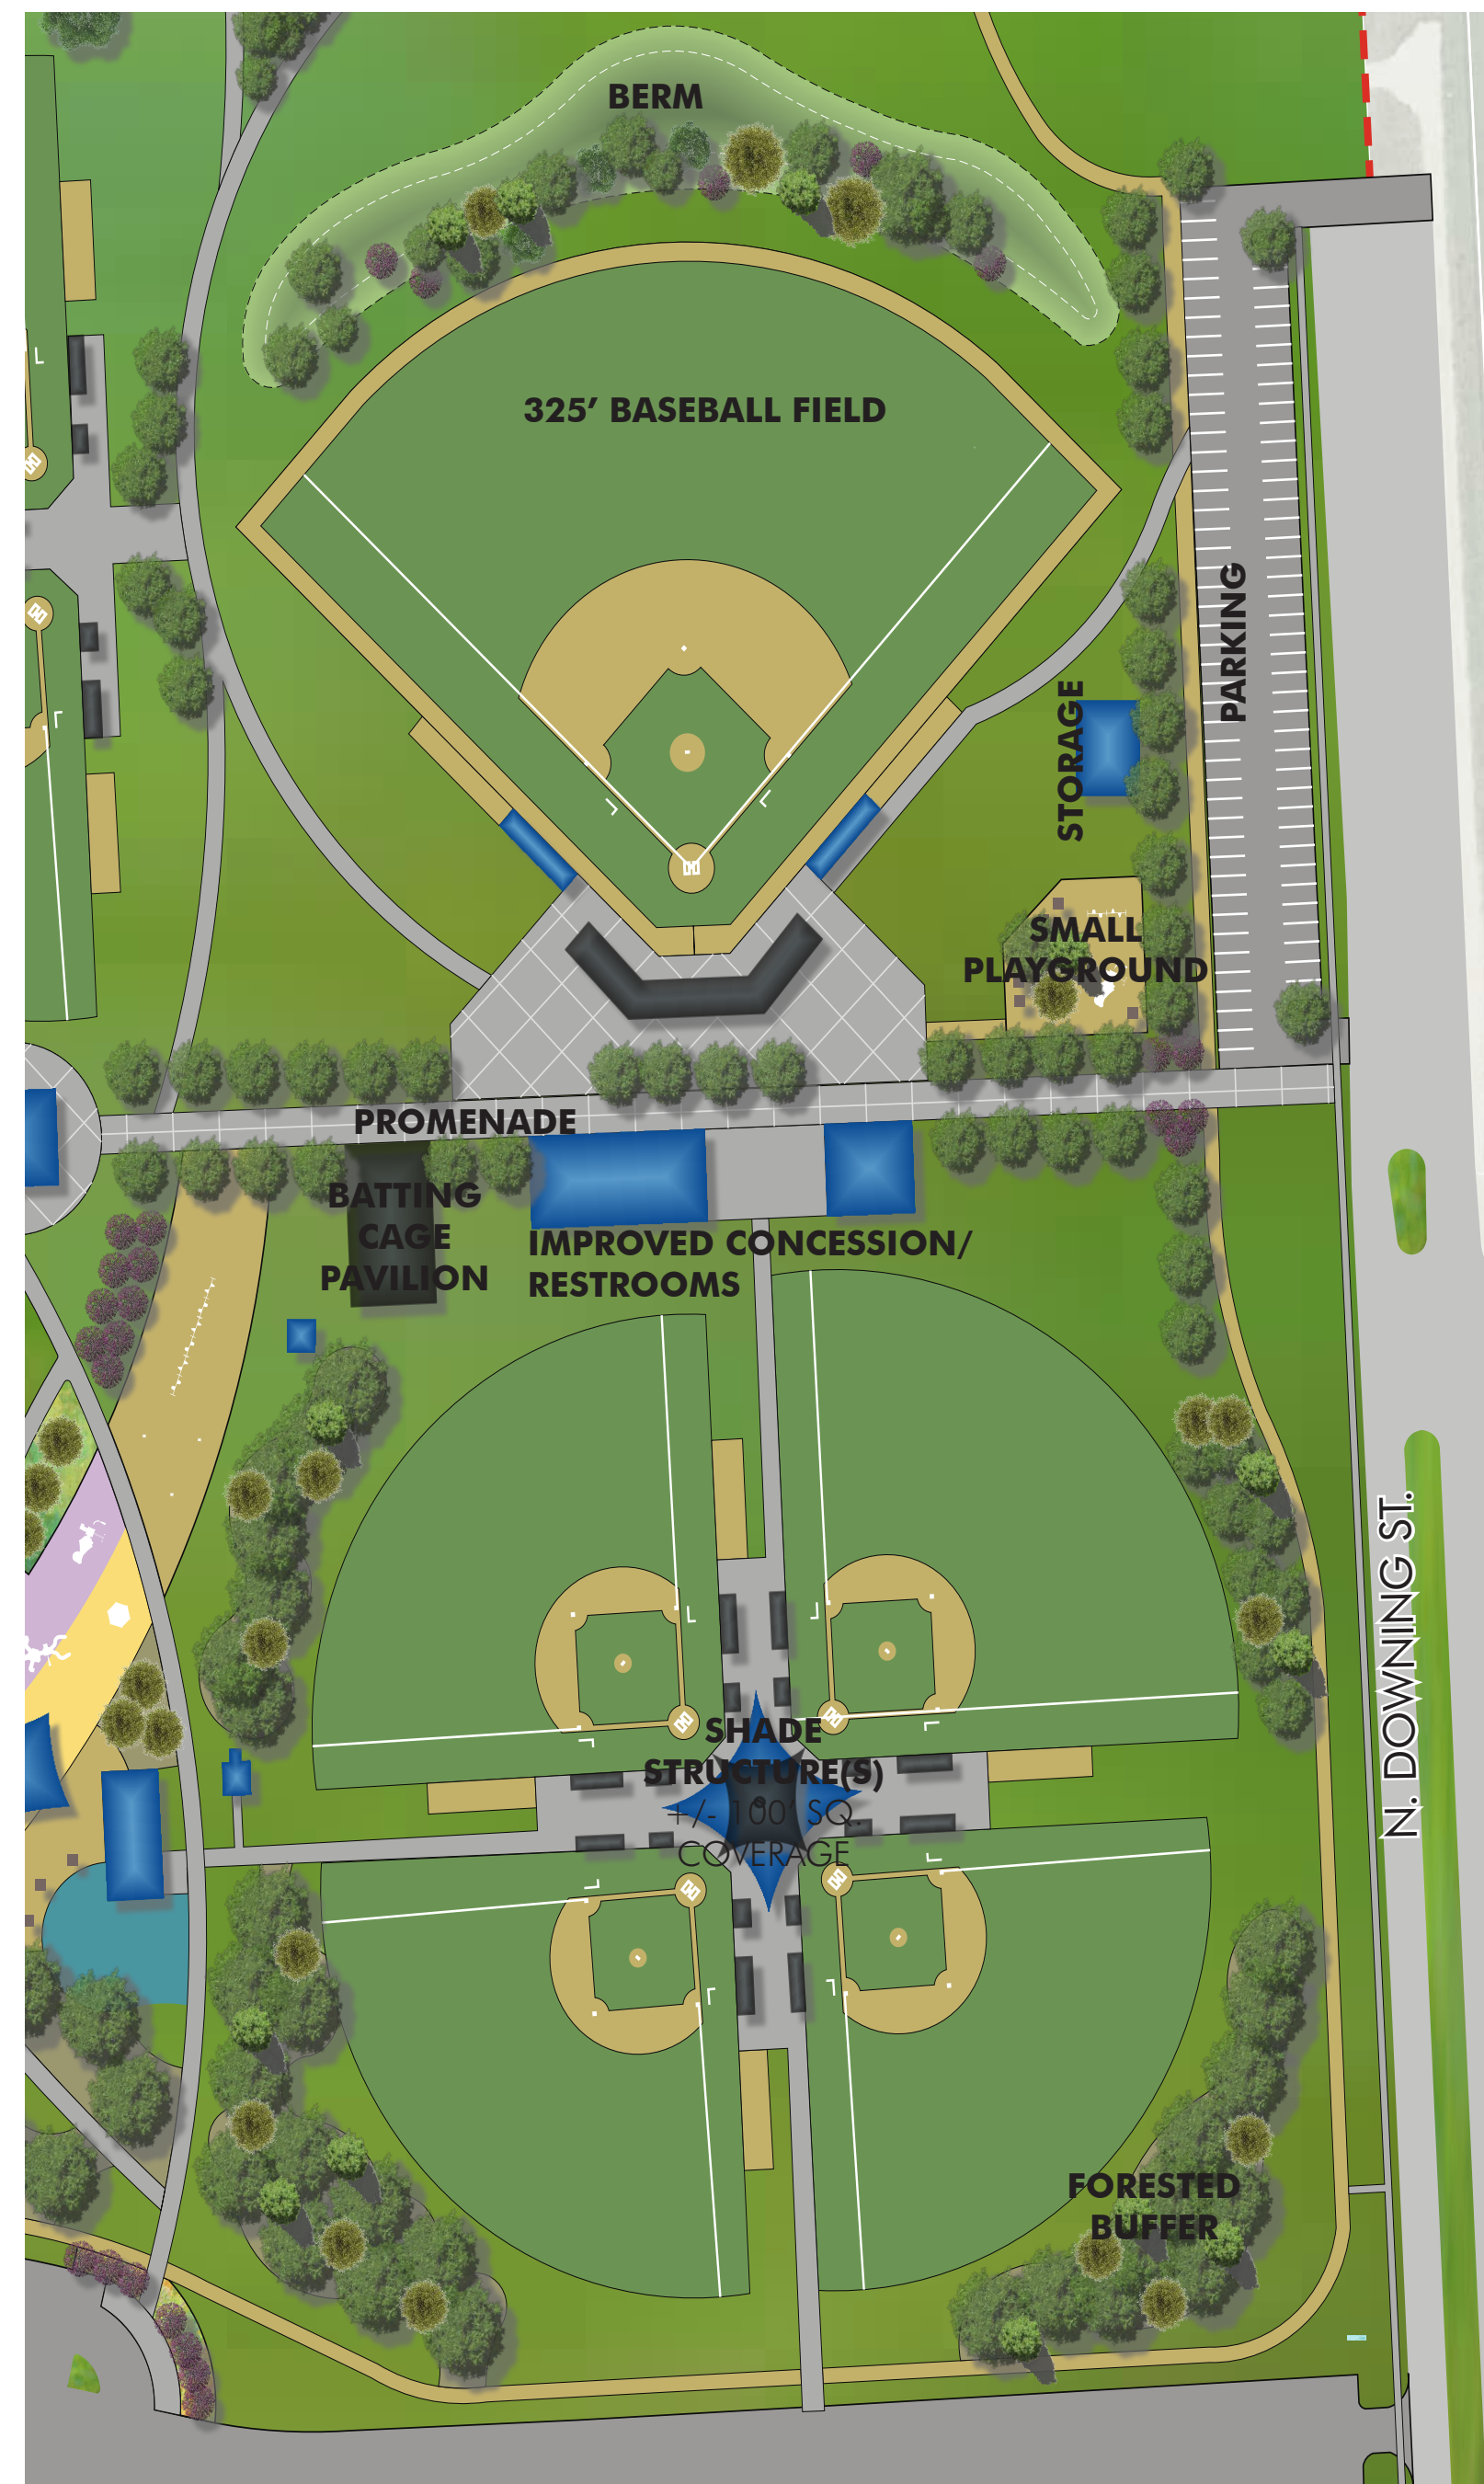 BERM
325’ BASEBALL FIELD
PARKING
STORAGE
SMALL
PLAYGROUND
PROMENADE
BATTING
CAGE
PAVILION
IMPROVED CONCESSION/
RESTROOMS
N. DOWNING ST.
SHADE
STRUCTURE(S)
+/- 100’ SQ.
COVERAGE
FORESTED
BUFFER